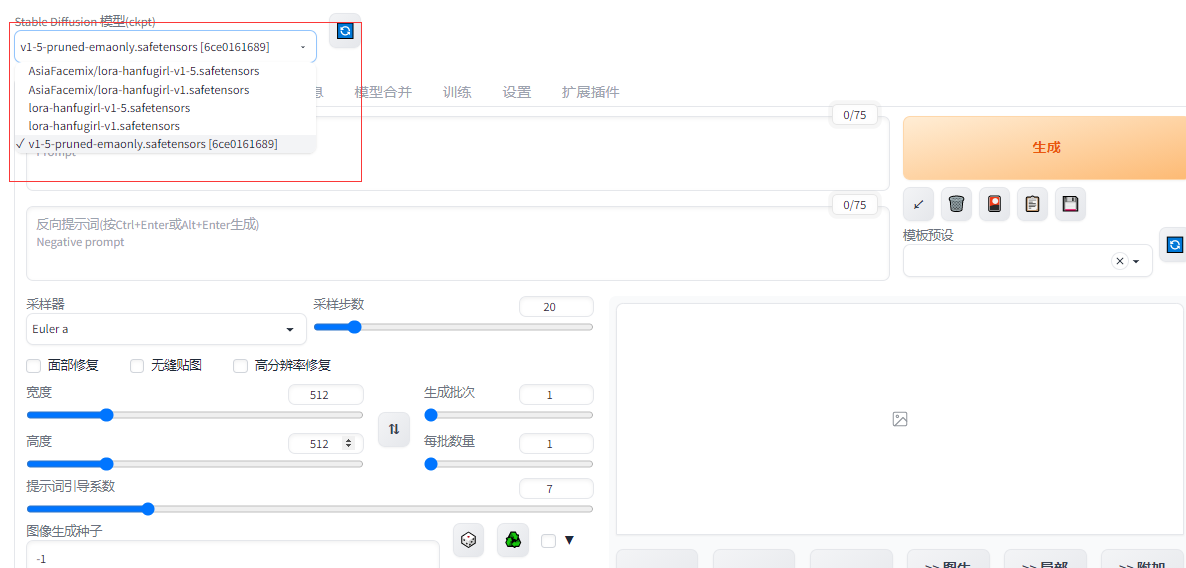 Stable Diffusion 模型(ckpt)
v1-5-pruned-emaonly.safetensors [6ce0161689]
AsiaFacemix/lora-hanfugirl-v1-5.safetensors
AsiaFacemix/lora-hanfugirl-v1.safetensors
lora-hanfugirl-v1-5.safetensors
lora-hanfugirl-v1.safetensors
✓ v1-5-pruned-emaonly.safetensors [6ce0161689]
息 模型合并 训练 设置 扩展插件
0/75
Prompt
生成
0/75
反向提示词(按Ctrl+Enter或Alt+Enter生成)
Negative prompt
模板预设
采样器
Euler a
采样步数
20
面部修复 无缝贴图 高分辨率修复
宽度
512
生成批次
1
高度
512
每批数量
1
提示词引导系数
7
图像生成种子
-1
>> 图生 >> 局部 >> 附加